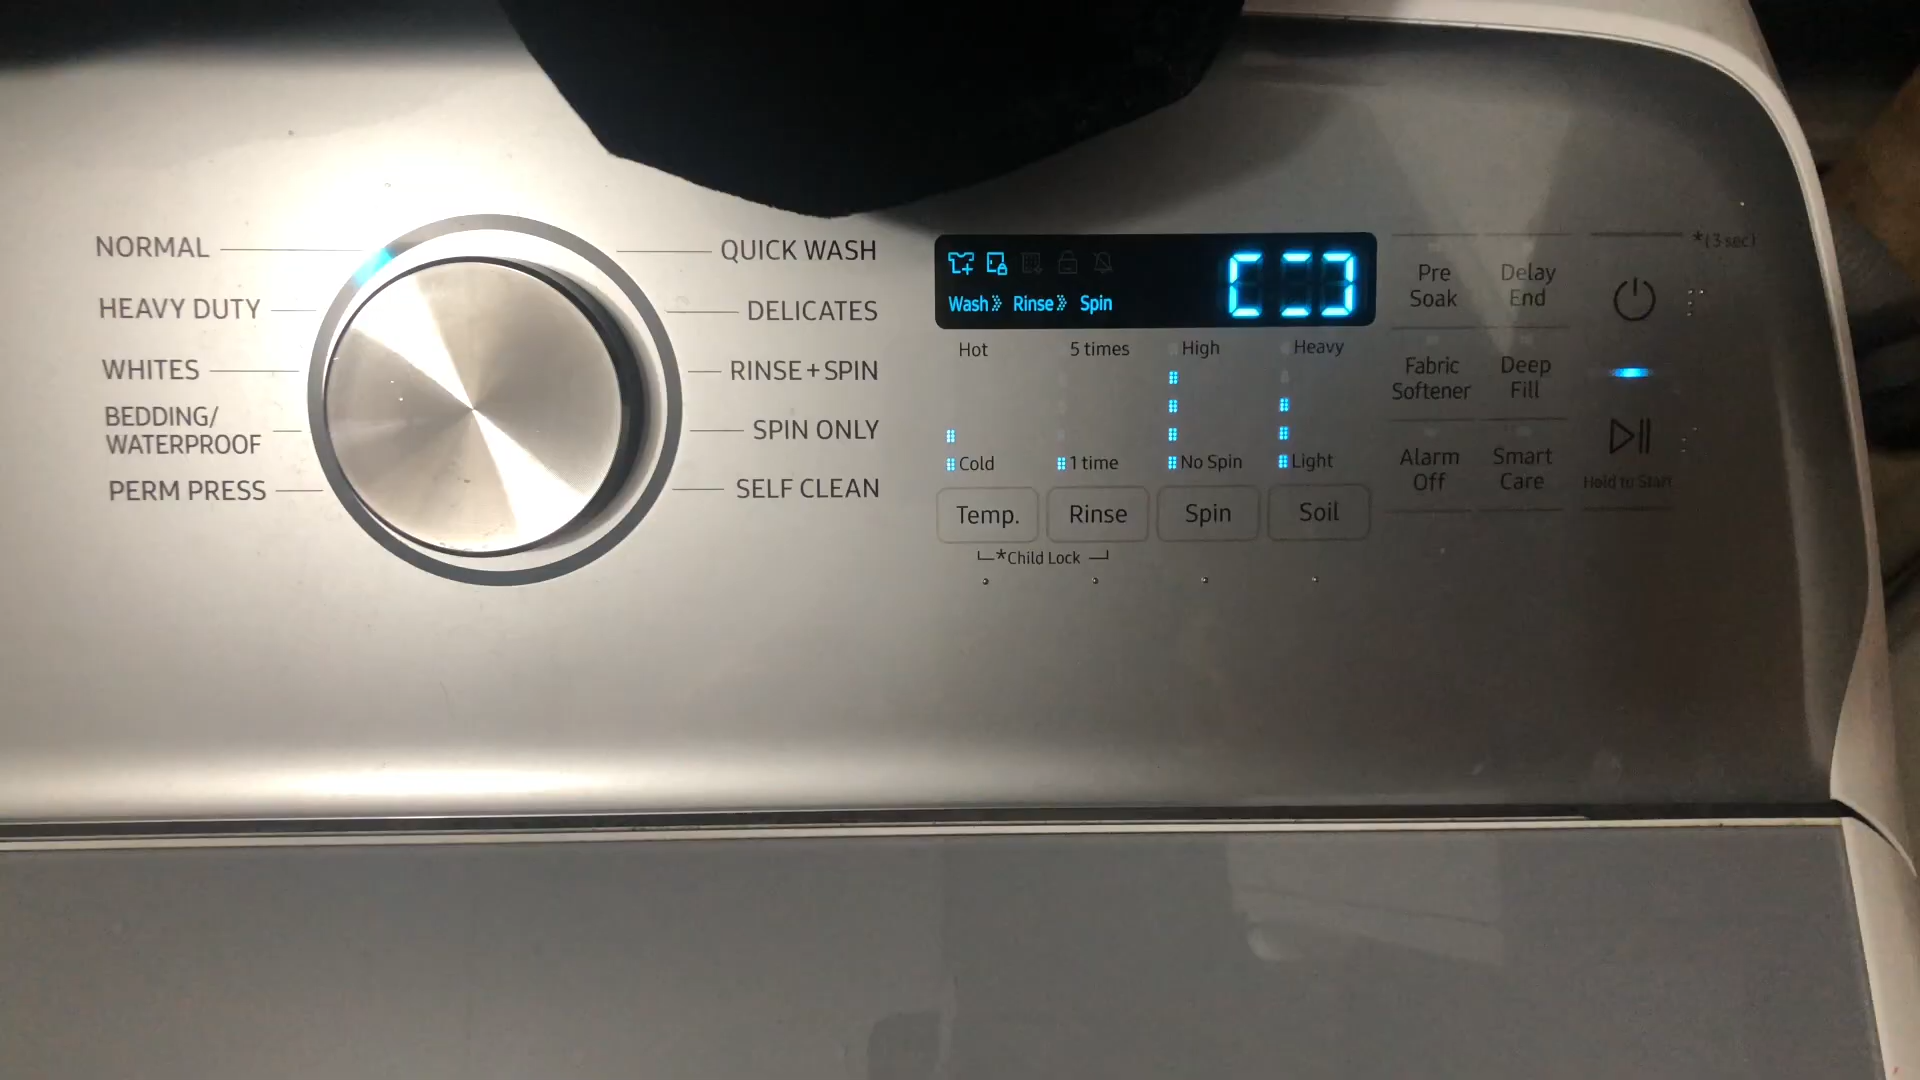 NORMAL
HEAVY DUTY
WHITES
BEDDING/
WATERPROOF
PERM PRESS
QUICK WASH
DELICATES
RINSE+SPIN
SPIN ONLY
SELF CLEAN
Wash Rinse Spin
Hot 5 times High Heavy
Cold 1 time No Spin Light
Temp. Rinse Spin Soil
*Child Lock
Pre
Soak
Delay
End
Fabric
Softener
Deep
Fill
Alarm
Off
Smart
Care
*(3 sec)
Hold to Start